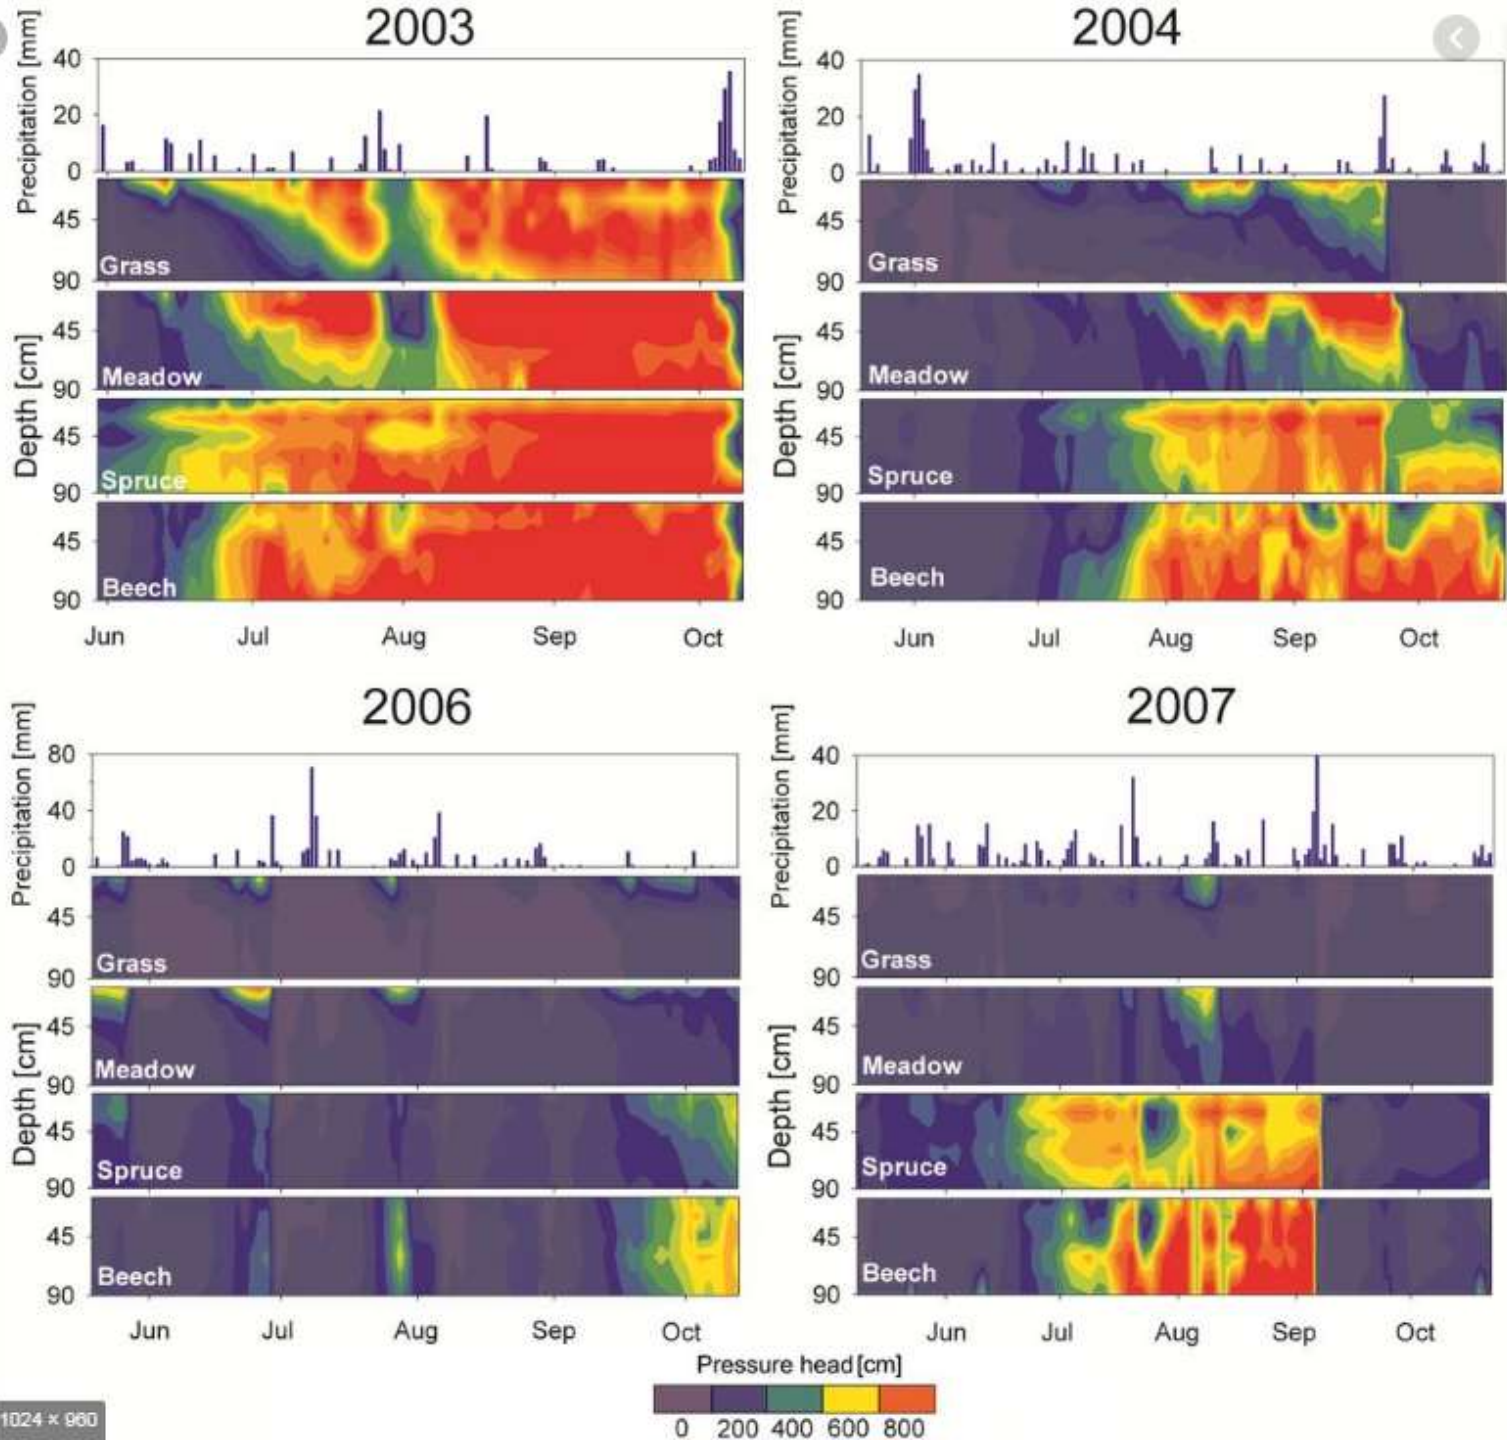 2003
Precipitation [mm]
40
20
0
45
90
Grass
45
90
Meadow
Depth [cm]
45
90
Spruce
45
90
Beech
Jun Jul Aug Sep Oct
2004
Precipitation [mm]
40
20
0
45
90
Grass
45
90
Meadow
Depth [cm]
45
90
Spruce
45
90
Beech
Jun Jul Aug Sep Oct
2006
Precipitation [mm]
80
40
0
45
90
Grass
45
90
Meadow
Depth [cm]
45
90
Spruce
45
90
Beech
Jun Jul Aug Sep Oct
2007
Precipitation [mm]
40
20
0
45
90
Grass
45
90
Meadow
Depth [cm]
45
90
Spruce
45
90
Beech
Jun Jul Aug Sep Oct
Pressure head [cm]
0 200 400 600 800
1024 × 960